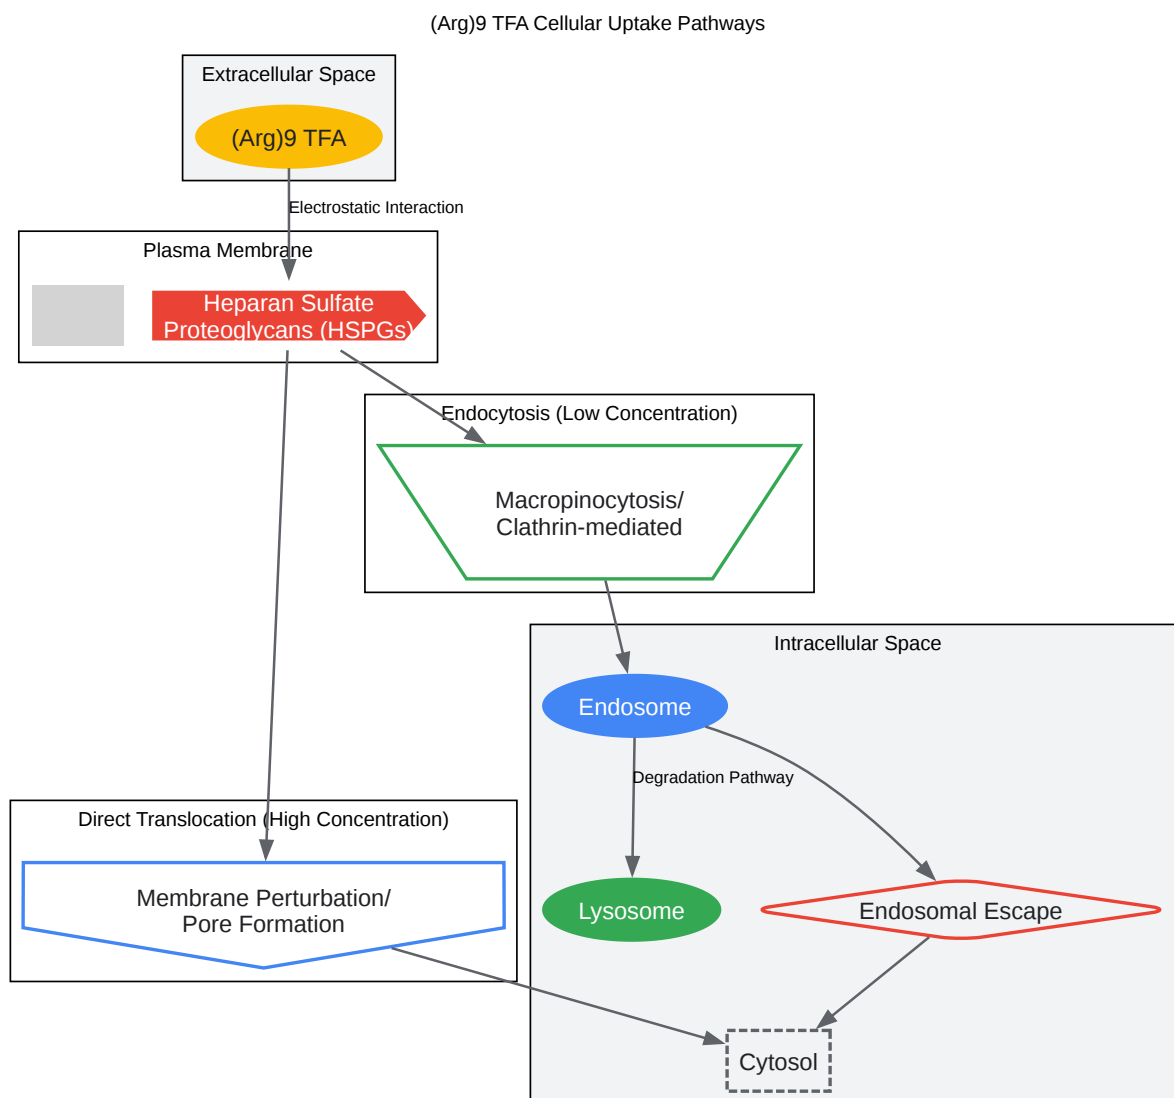 (Arg)9 TFA Cellular Uptake Pathways
Extracellular Space
(Arg)9 TFA
Electrostatic Interaction
Plasma Membrane
Heparan Sulfate
Proteoglycans (HSPGs)
Endocytosis (Low Concentration)
Macropinocytosis/
Clathrin-mediated
Intracellular Space
Endosome
Degradation Pathway
Direct Translocation (High Concentration)
Membrane Perturbation/
Pore Formation
Lysosome
Endosomal Escape
Cytosol